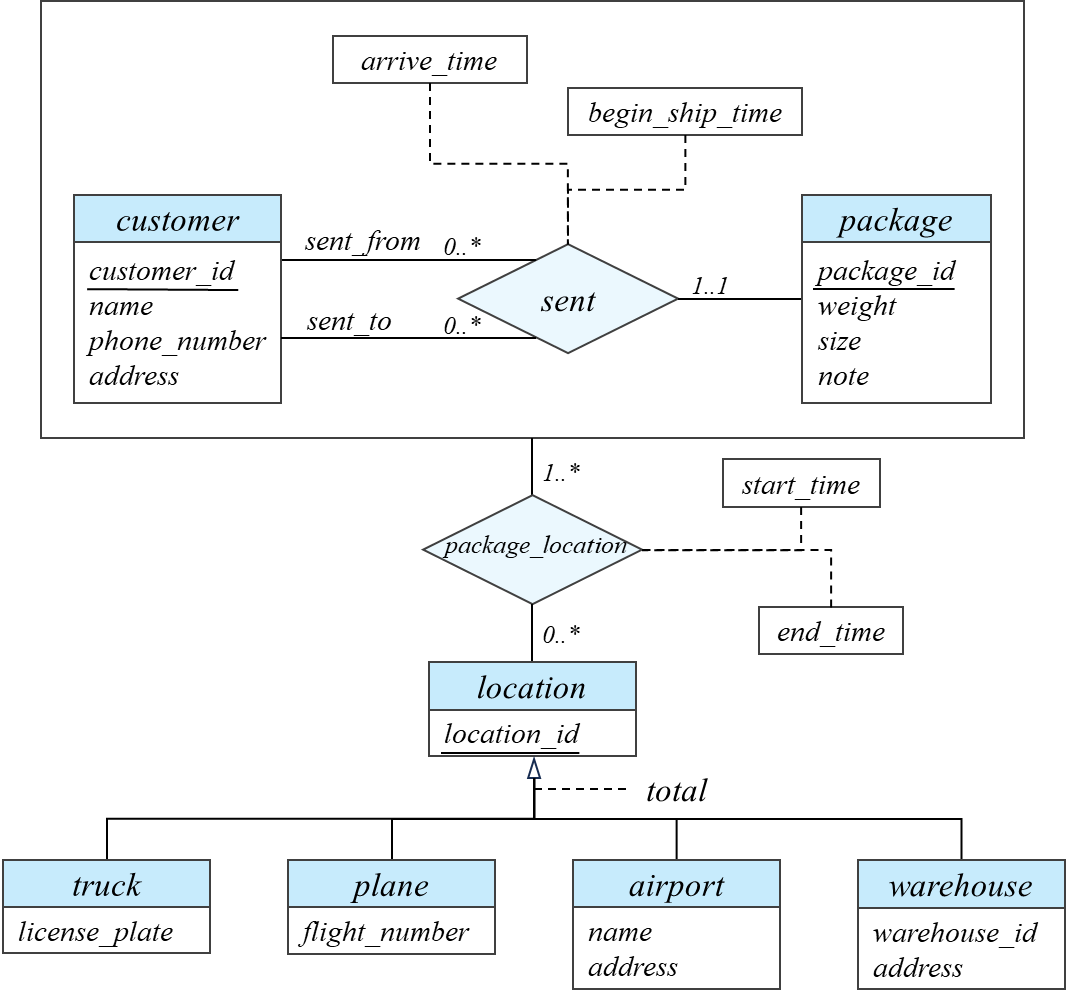 arrive_time
begin_ship_time
customer
customer_id
name
phone_number
address
sent_from
0..*
sent_to
0..*
sent
1..1
package
package_id
weight
size
note
1..*
package_location
start_time
end_time
0..*
location
location_id
total
truck
license_plate
plane
flight_number
airport
name
address
warehouse
warehouse_id
address